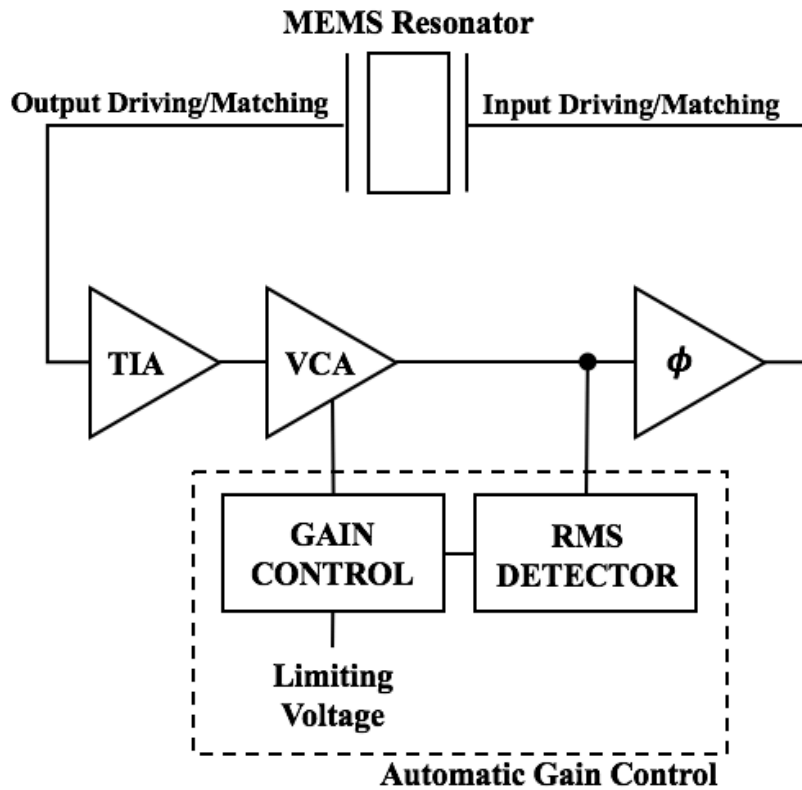 MEMS Resonator
Output Driving/Matching
Input Driving/Matching
TIA
VCA
ϕ
GAIN
CONTROL
RMS
DETECTOR
Limiting
Voltage
Automatic Gain Control